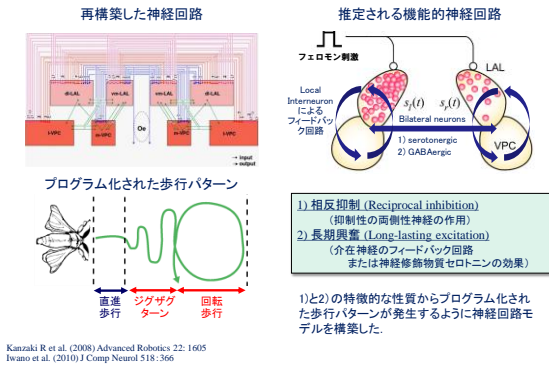 再構築した神経回路
推定される機能的神経回路
フェロモン刺激
LAL
dl-LAL
vm-LAL
vm-LAL
dl-LAL
l-VPC
m-VPC
Oe
m-VPC
l-VPC
→ input
→ output
Local
Interneuron
による
フィードバッ
ク回路
sₗ(t)
sᵣ(t)
Bilateral neurons
1) serotonergic
2) GABAergic
VPC
プログラム化された歩行パターン
直進
歩行
ジグザグ
ターン
回転
歩行
1) 相反抑制 (Reciprocal inhibition)
(抑制性の両側性神経の作用)
2) 長期興奮 (Long-lasting excitation)
(介在神経のフィードバック回路
または神経修飾物質セロトニンの効果)
1)と2) の特徴的な性質からプログラム化され
た歩行パターンが発生するように神経回路モ
デルを構築した.
Kanzaki R et al. (2008) Advanced Robotics 22: 1605
Iwano et al. (2010) J Comp Neurol 518: 366